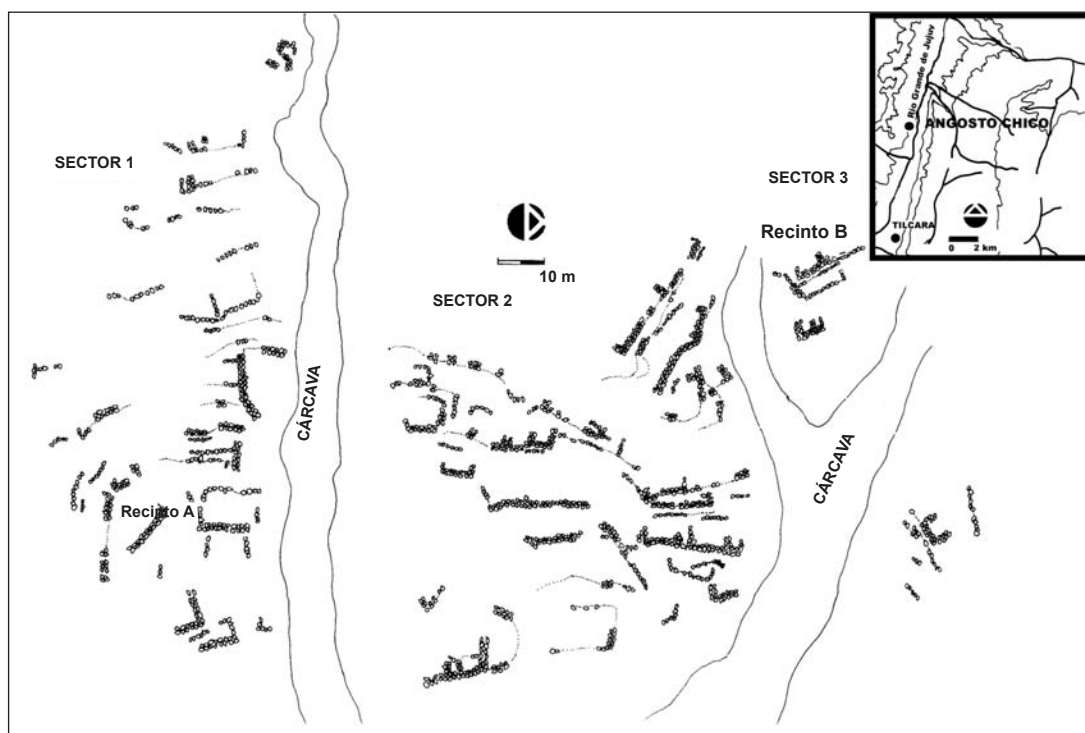 SECTOR 1
SECTOR 2
10 m
SECTOR 3
Recinto B
Recinto A
CÁRCAVA
CÁRCAVA
Río Grande de Jujuy
ANGOSTO CHICO
TILCARA
0 2 km